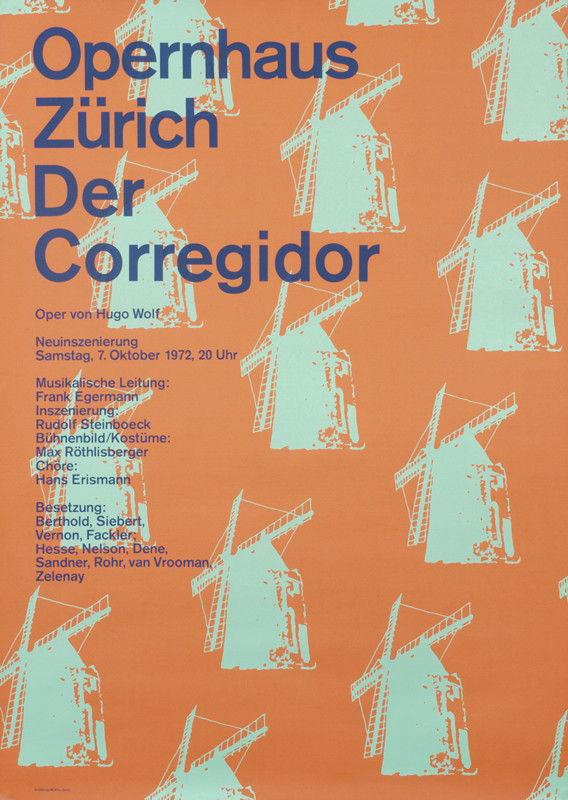 Opernhaus
Zürich
Der
Corregidor
Oper von Hugo Wolf
Neuinszenierung
Samstag, 7. Oktober 1972, 20 Uhr
Musikalische Leitung:
Frank Egermann
Inszenierung:
Rudolf Steinboeck
Bühnenbild/Kostüme:
Max Röthlisberger
Chöre:
Hans Erismann
Besetzung:
Berthold, Siebert,
Vernon, Fackler,
Hesse, Nelson, Dene,
Sandner, Rohr, van Vrooman,
Zelenay